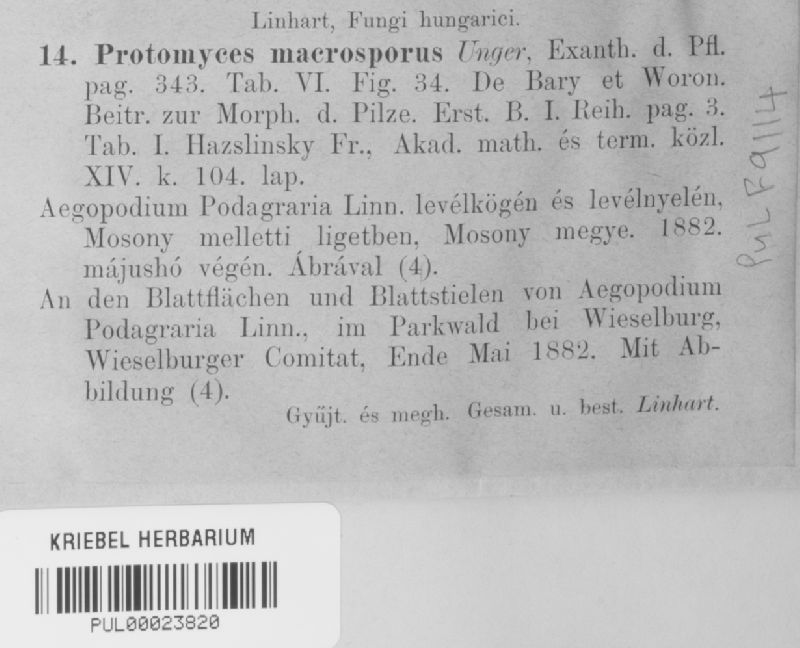 Linhart, Fungi hungarici.
14. Protomyces macrosporus Unger, Exanth. d. Pfl.
pag. 343. Tab. VI. Fig. 34. De Bary et Woron.
Beitr. zur Morph. d. Pilze. Erst. B. I. Reih. pag. 3.
Tab. I. Hazslinsky Fr., Akad. math. és term. közl.
XIV. k. 104. lap.
Aegopodium Podagraria Linn. levélkögén és levélnyelén,
Mosony melletti ligetben, Mosony megye. 1882.
májushó végén. Ábrával (4).
An den Blattflächen und Blattstielen von Aegopodium
Podagraria Linn., im Parkwald bei Wieselburg,
Wieselburger Comitat, Ende Mai 1882. Mit Ab-
bildung (4).
Gyűjt. és megh. Gesam. u. best. Linhart.
PUL F9114
KRIEBEL HERBARIUM
PUL00023820